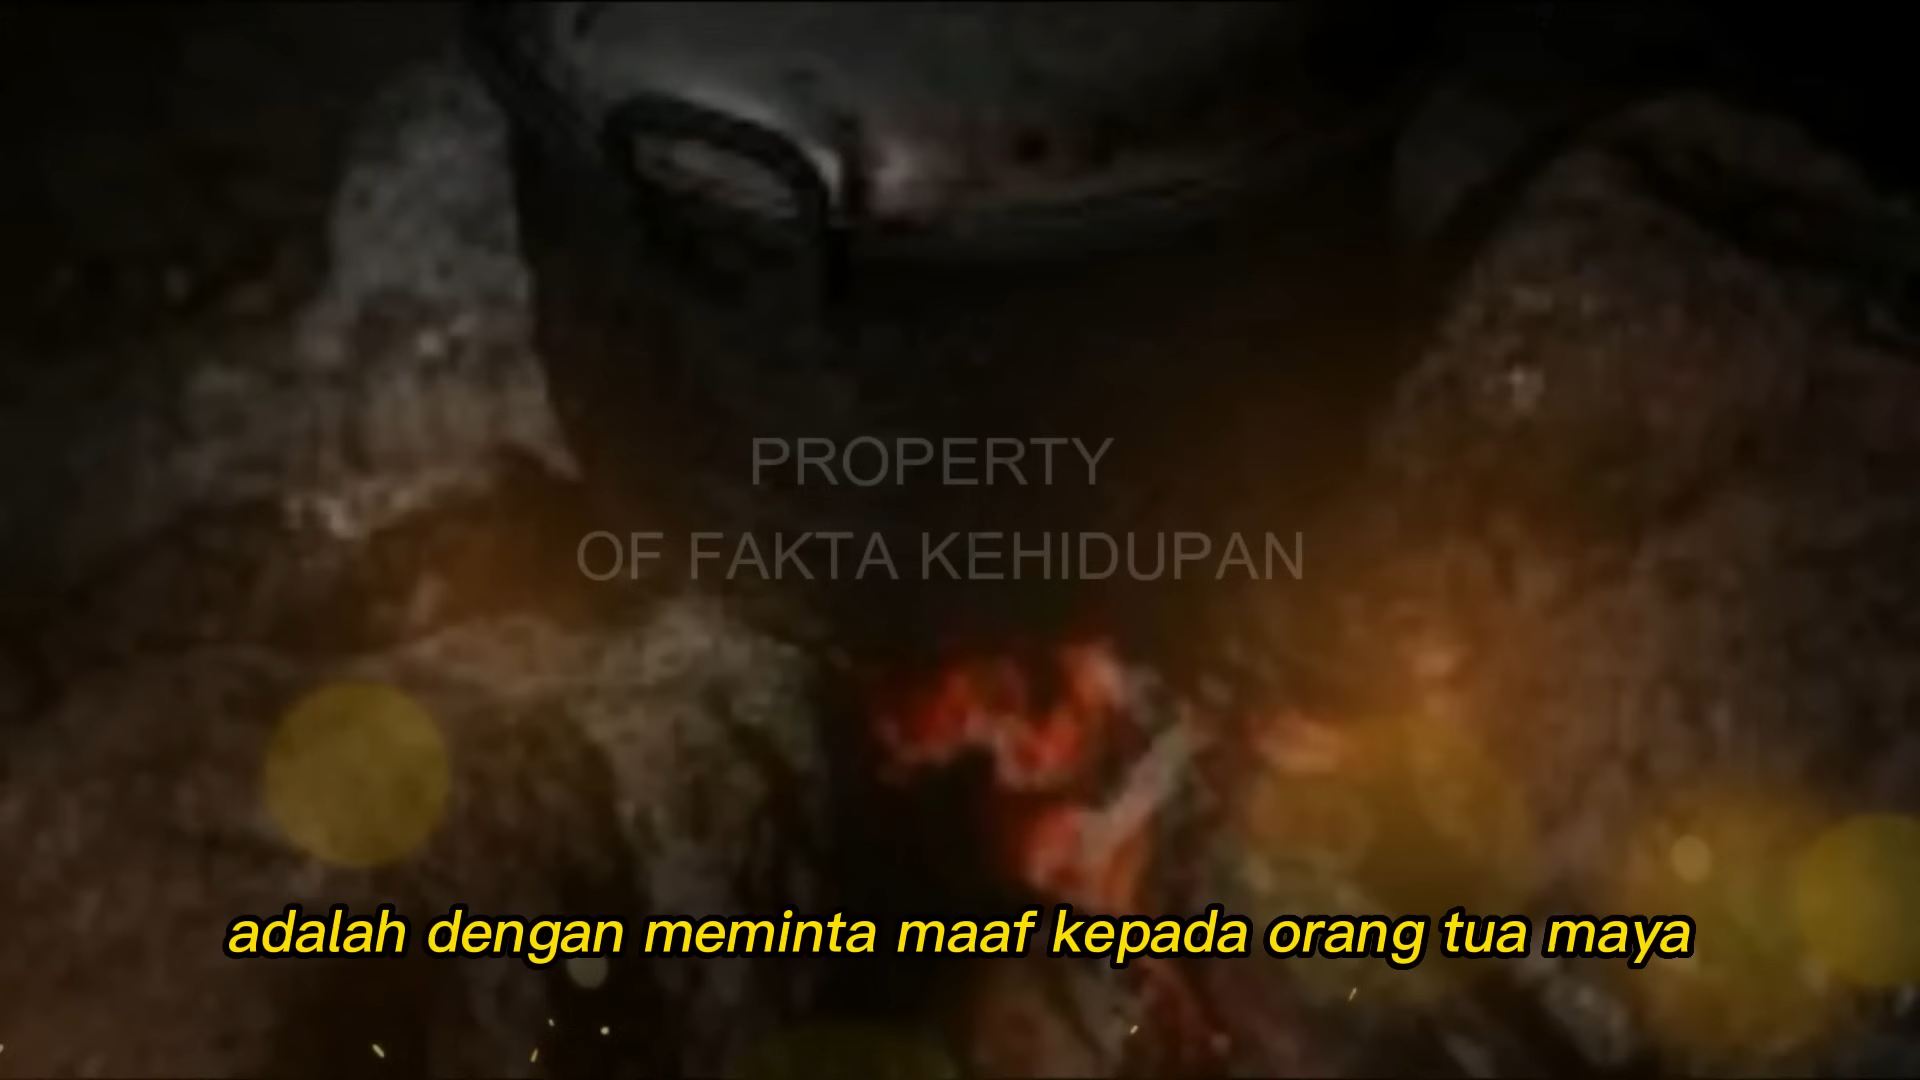 PROPERTY
OF FAKTA KEHIDUPAN
adalah dengan meminta maaf kepada orang tua maya